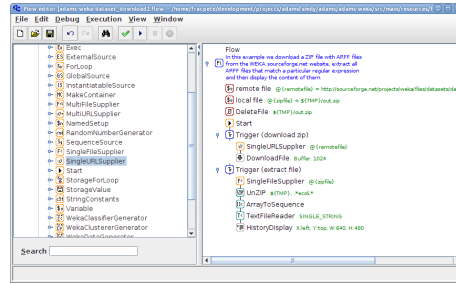 Flow editor [adams-weka-dataset_download2.flow --/home/fracpete/development/projects/adamsfamily/adams/adams-weka/src/main/resources/f
File Edit Debug Execution View Window
Exec
ExternalSource
ForLoop
GlobalSource
InstantiatableSource
MakeContainer
MultiFileSupplier
MultiURLSupplier
NamedSetup
RandomNumberGenerator
SequenceSource
SingleFileSupplier
SingleURLSupplier
Start
StorageForLoop
StorageValue
StringConstants
Variable
WekaClassifierGenerator
WekaClustererGenerator
WekaDataGenerator
Search
Flow
In this example we download a ZIP file with ARFF files
from the WEKA sourceforge.net website, extract all
ARFF files that match a particular regular expression
and then display the content of them.
remote file @{remotefile} = http://sourceforge.net/projects/weka/files/datasets/da
local file @{zipfile} = ${TMP}/out.zip
DeleteFile ${TMP}/out.zip
Start
Trigger (download zip)
SingleURLSupplier @{remotefile}
DownloadFile Buffer: 1024
Trigger (extract file)
SingleFileSupplier @{zipfile}
UnZIP ${TMP}, .*ecoli.*
ArrayToSequence
TextFileReader SINGLE_STRING
HistoryDisplay X:left, Y:top, W:640, H:480